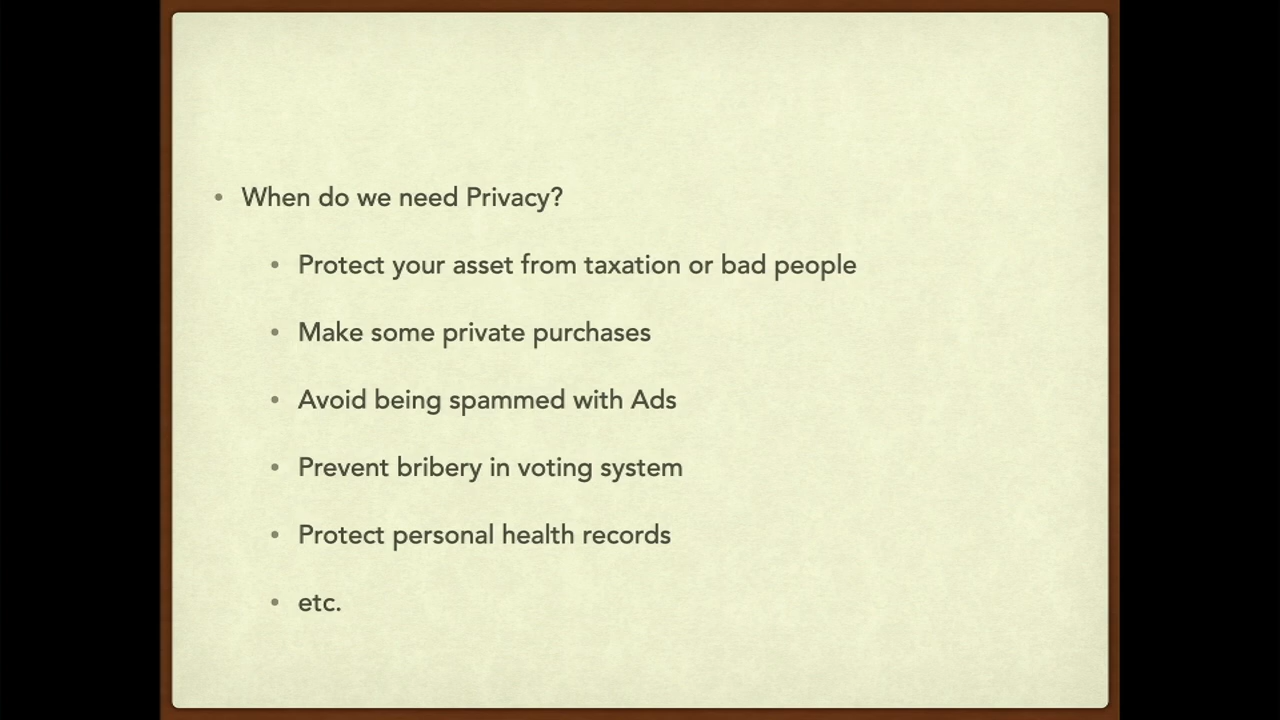 • When do we need Privacy?
• Protect your asset from taxation or bad people
• Make some private purchases
• Avoid being spammed with Ads
• Prevent bribery in voting system
• Protect personal health records
• etc.